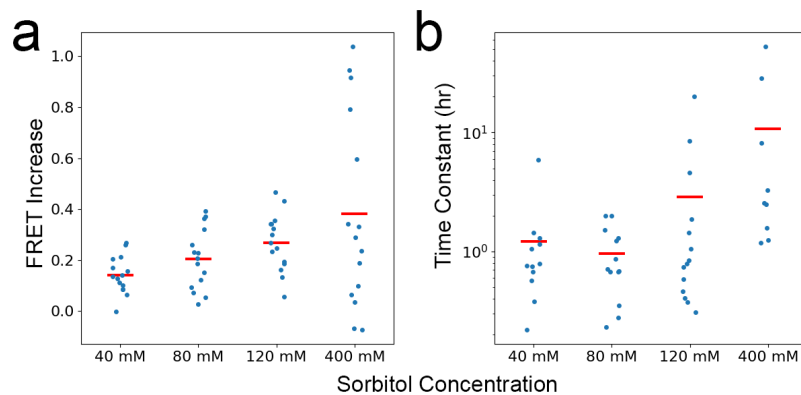 a
b
FRET Increase
1.0
0.8
0.6
0.4
0.2
0.0
40 mM 80 mM 120 mM 400 mM
Time Constant (hr)
10¹
10⁰
40 mM 80 mM 120 mM 400 mM
Sorbitol Concentration